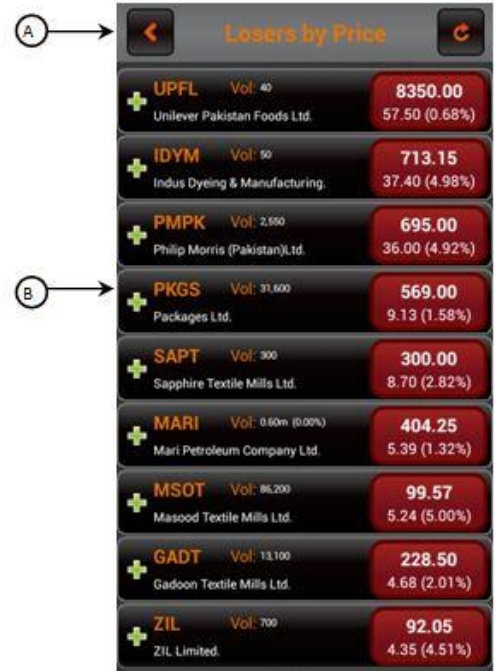 A
Losers by Price
UPFL Vol: 40 8350.00
Unilever Pakistan Foods Ltd. 57.50 (0.68%)
IDYM Vol: 50 713.15
Indus Dyeing & Manufacturing. 37.40 (4.98%)
PMPK Vol: 2,550 695.00
Philip Morris (Pakistan)Ltd. 36.00 (4.92%)
B
PKGS Vol: 31,600 569.00
Packages Ltd. 9.13 (1.58%)
SAPT Vol: 300 300.00
Sapphire Textile Mills Ltd. 8.70 (2.82%)
MARI Vol: 0.60m (0.00%) 404.25
Mari Petroleum Company Ltd. 5.39 (1.32%)
MSOT Vol: 86,200 99.57
Masood Textile Mills Ltd. 5.24 (5.00%)
GADT Vol: 13,100 228.50
Gadoon Textile Mills Ltd. 4.68 (2.01%)
ZIL Vol: 700 92.05
ZIL Limited. 4.35 (4.51%)